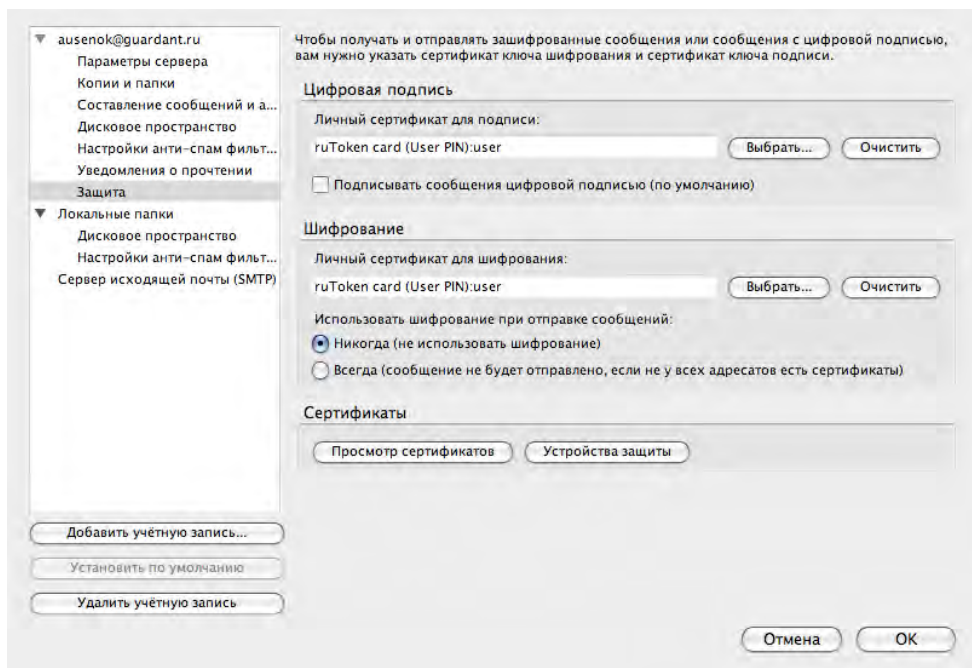 ausenok@guardant.ru
Параметры сервера
Копии и папки
Составление сообщений и а...
Дисковое пространство
Настройки анти-спам фильт...
Уведомления о прочтении
Защита
Локальные папки
Дисковое пространство
Настройки анти-спам фильт...
Сервер исходящей почты (SMTP)
Добавить учётную запись...
Установить по умолчанию
Удалить учётную запись
Чтобы получать и отправлять зашифрованные сообщения или сообщения с цифровой подписью,
вам нужно указать сертификат ключа шифрования и сертификат ключа подписи.
Цифровая подпись
Личный сертификат для подписи:
ruToken card (User PIN):user Выбрать... Очистить
Подписывать сообщения цифровой подписью (по умолчанию)
Шифрование
Личный сертификат для шифрования:
ruToken card (User PIN):user Выбрать... Очистить
Использовать шифрование при отправке сообщений:
Никогда (не использовать шифрование)
Всегда (сообщение не будет отправлено, если не у всех адресатов есть сертификаты)
Сертификаты
Просмотр сертификатов Устройства защиты
Отмена OK